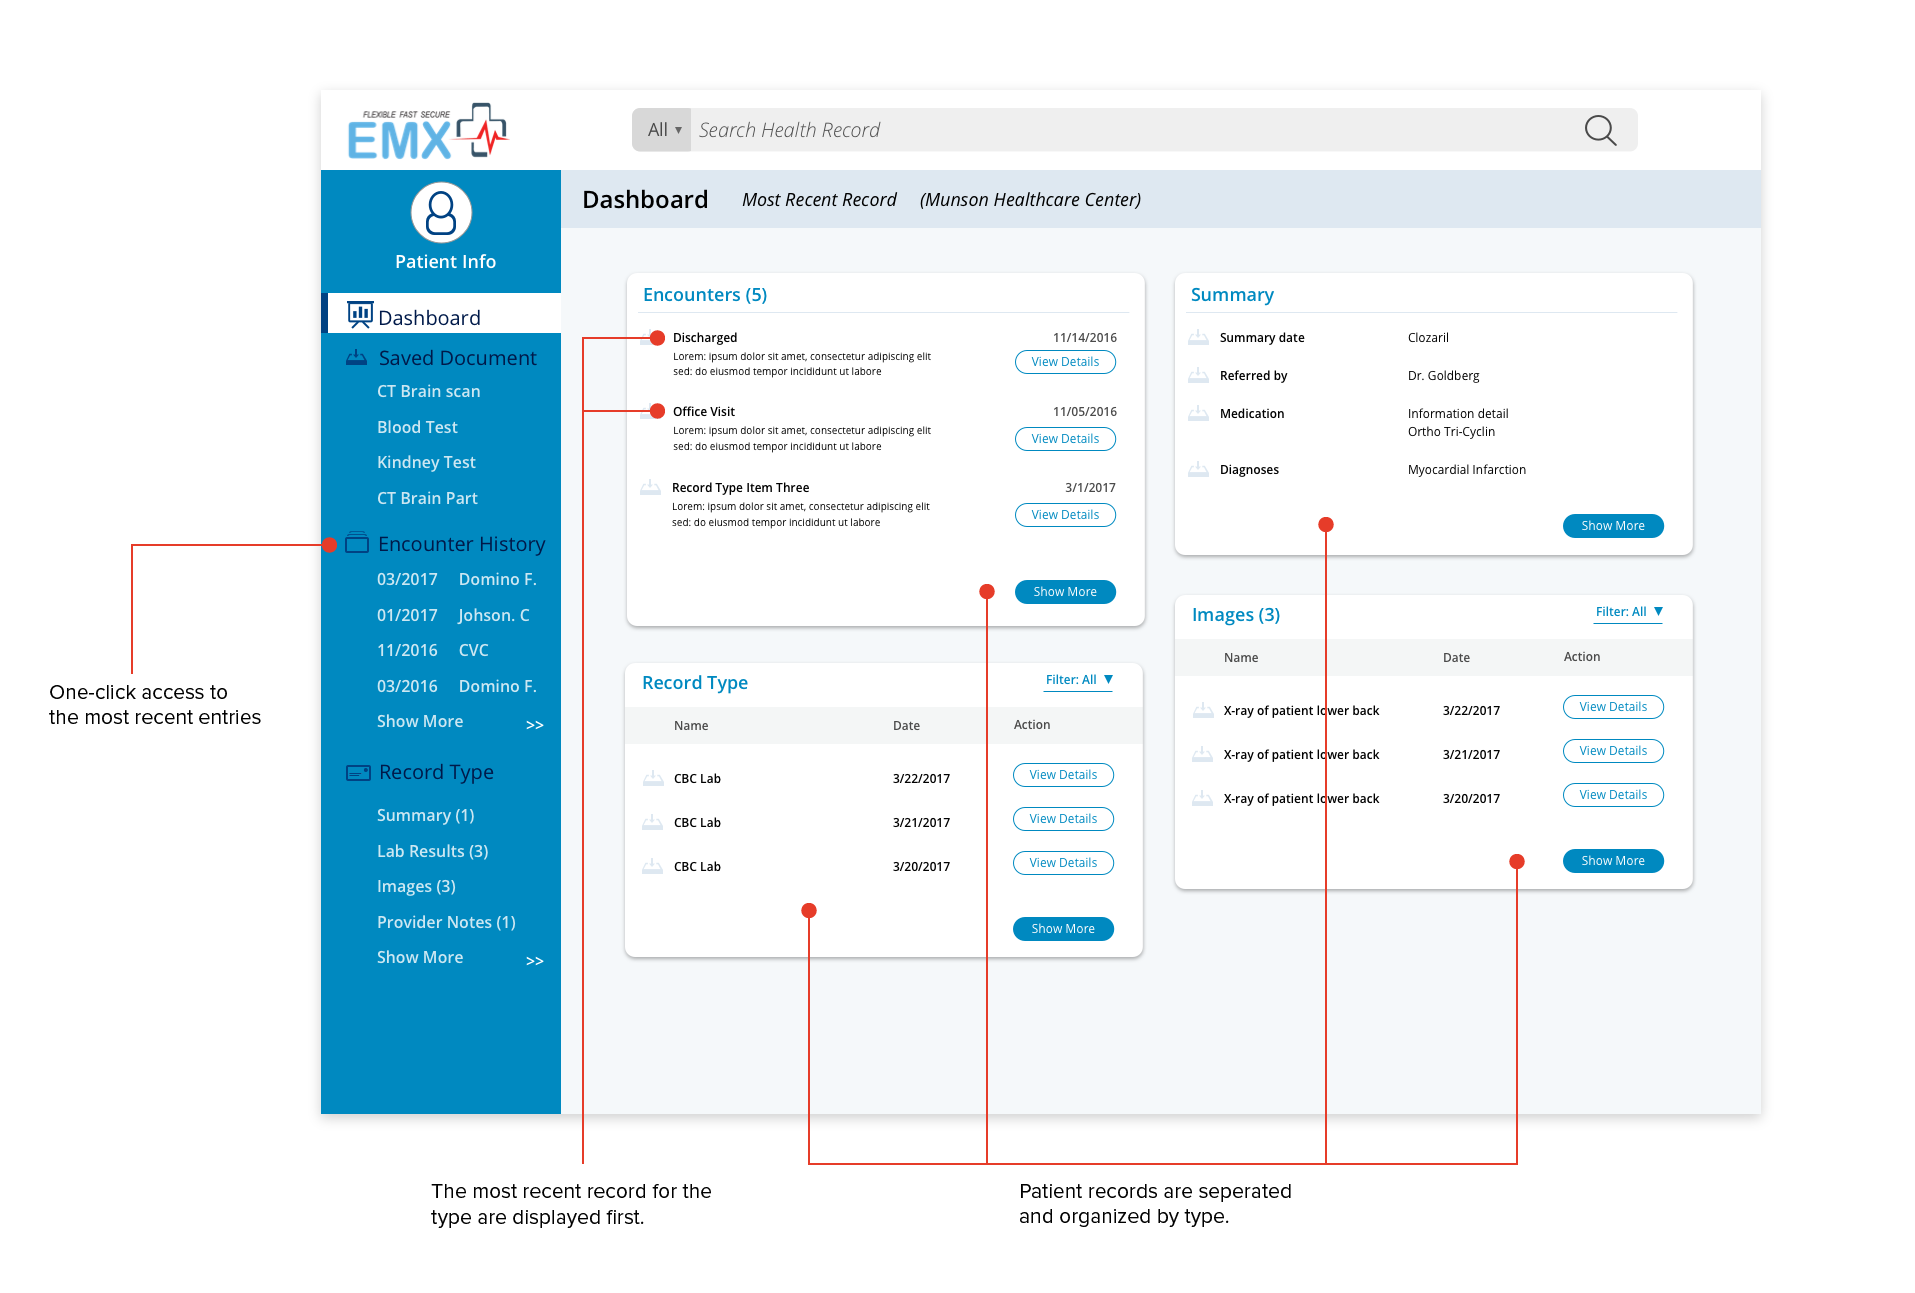 FLEXIBLE FAST SECURE
EMX
All ▾ Search Health Record
Patient Info
Dashboard
Saved Document
CT Brain scan
Blood Test
Kindney Test
CT Brain Part
Encounter History
03/2017 Domino F.
01/2017 Johson. C
11/2016 CVC
03/2016 Domino F.
Show More >>
Record Type
Summary (1)
Lab Results (3)
Images (3)
Provider Notes (1)
Show More >>
Dashboard Most Recent Record (Munson Healthcare Center)
Encounters (5)
Discharged 11/14/2016
Lorem: ipsum dolor sit amet, consectetur adipiscing elit
sed: do eiusmod tempor incididunt ut labore
View Details
Office Visit 11/05/2016
Lorem: ipsum dolor sit amet, consectetur adipiscing elit
sed: do eiusmod tempor incididunt ut labore
View Details
Record Type Item Three 3/1/2017
Lorem: ipsum dolor sit amet, consectetur adipiscing elit
sed: do eiusmod tempor incididunt ut labore
View Details
Show More
Summary
Summary date Clozaril
Referred by Dr. Goldberg
Medication Information detail
Ortho Tri-Cyclin
Diagnoses Myocardial Infarction
Show More
Record Type Filter: All ▼
Name Date Action
CBC Lab 3/22/2017 View Details
CBC Lab 3/21/2017 View Details
CBC Lab 3/20/2017 View Details
Show More
Images (3) Filter: All ▼
Name Date Action
X-ray of patient lower back 3/22/2017 View Details
X-ray of patient lower back 3/21/2017 View Details
X-ray of patient lower back 3/20/2017 View Details
Show More
One-click access to
the most recent entries
The most recent record for the
type are displayed first.
Patient records are seperated
and organized by type.